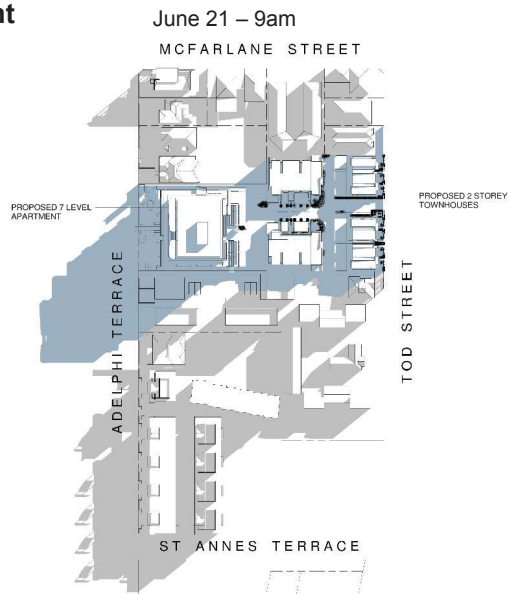 nt
June 21 – 9am
MCFARLANE STREET
PROPOSED 7 LEVEL
APARTMENT
PROPOSED 2 STOREY
TOWNHOUSES
ADELPHI TERRACE
TOD STREET
ST ANNES TERRACE